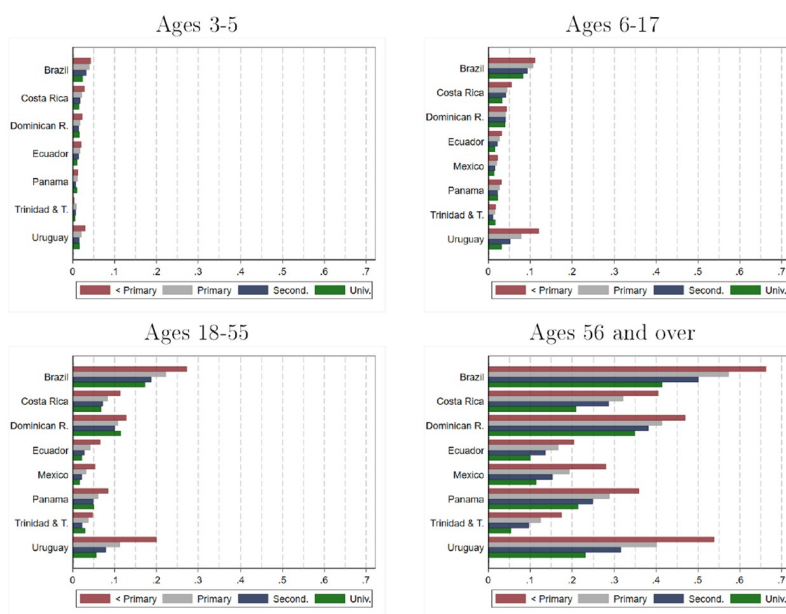 Ages 3-5
Brazil
Costa Rica
Dominican R.
Ecuador
Panama
Trinidad & T.
Uruguay
0 .1 .2 .3 .4 .5 .6 .7
< Primary Primary Second. Univ.
Ages 6-17
Brazil
Costa Rica
Dominican R.
Ecuador
Mexico
Panama
Trinidad & T.
Uruguay
0 .1 .2 .3 .4 .5 .6 .7
< Primary Primary Second. Univ.
Ages 18-55
Brazil
Costa Rica
Dominican R.
Ecuador
Mexico
Panama
Trinidad & T.
Uruguay
0 .1 .2 .3 .4 .5 .6 .7
< Primary Primary Second. Univ.
Ages 56 and over
Brazil
Costa Rica
Dominican R.
Ecuador
Mexico
Panama
Trinidad & T.
Uruguay
0 .1 .2 .3 .4 .5 .6 .7
< Primary Primary Second. Univ.